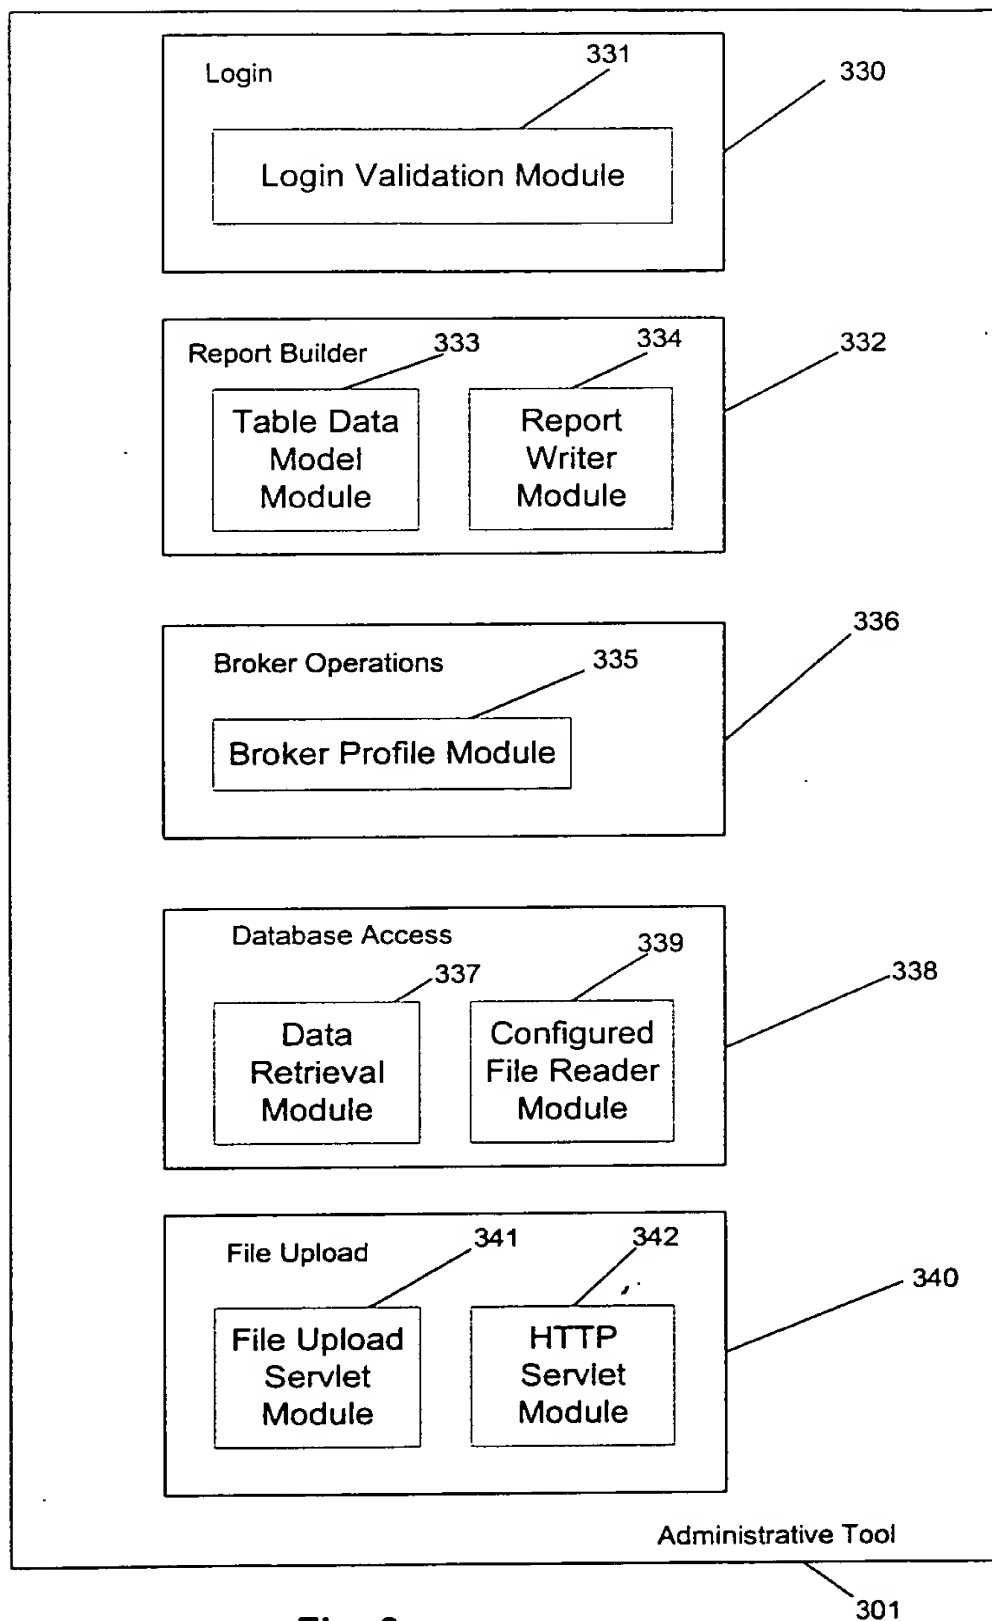 331
330
Login
Login Validation Module
333
334
332
Report Builder
Table Data
Model
Module
Report
Writer
Module
336
Broker Operations
335
Broker Profile Module
Database Access
339
337
338
Data
Retrieval
Module
Configured
File Reader
Module
341
342
File Upload
340
File Upload
Servlet
Module
HTTP
Servlet
Module
Administrative Tool
301